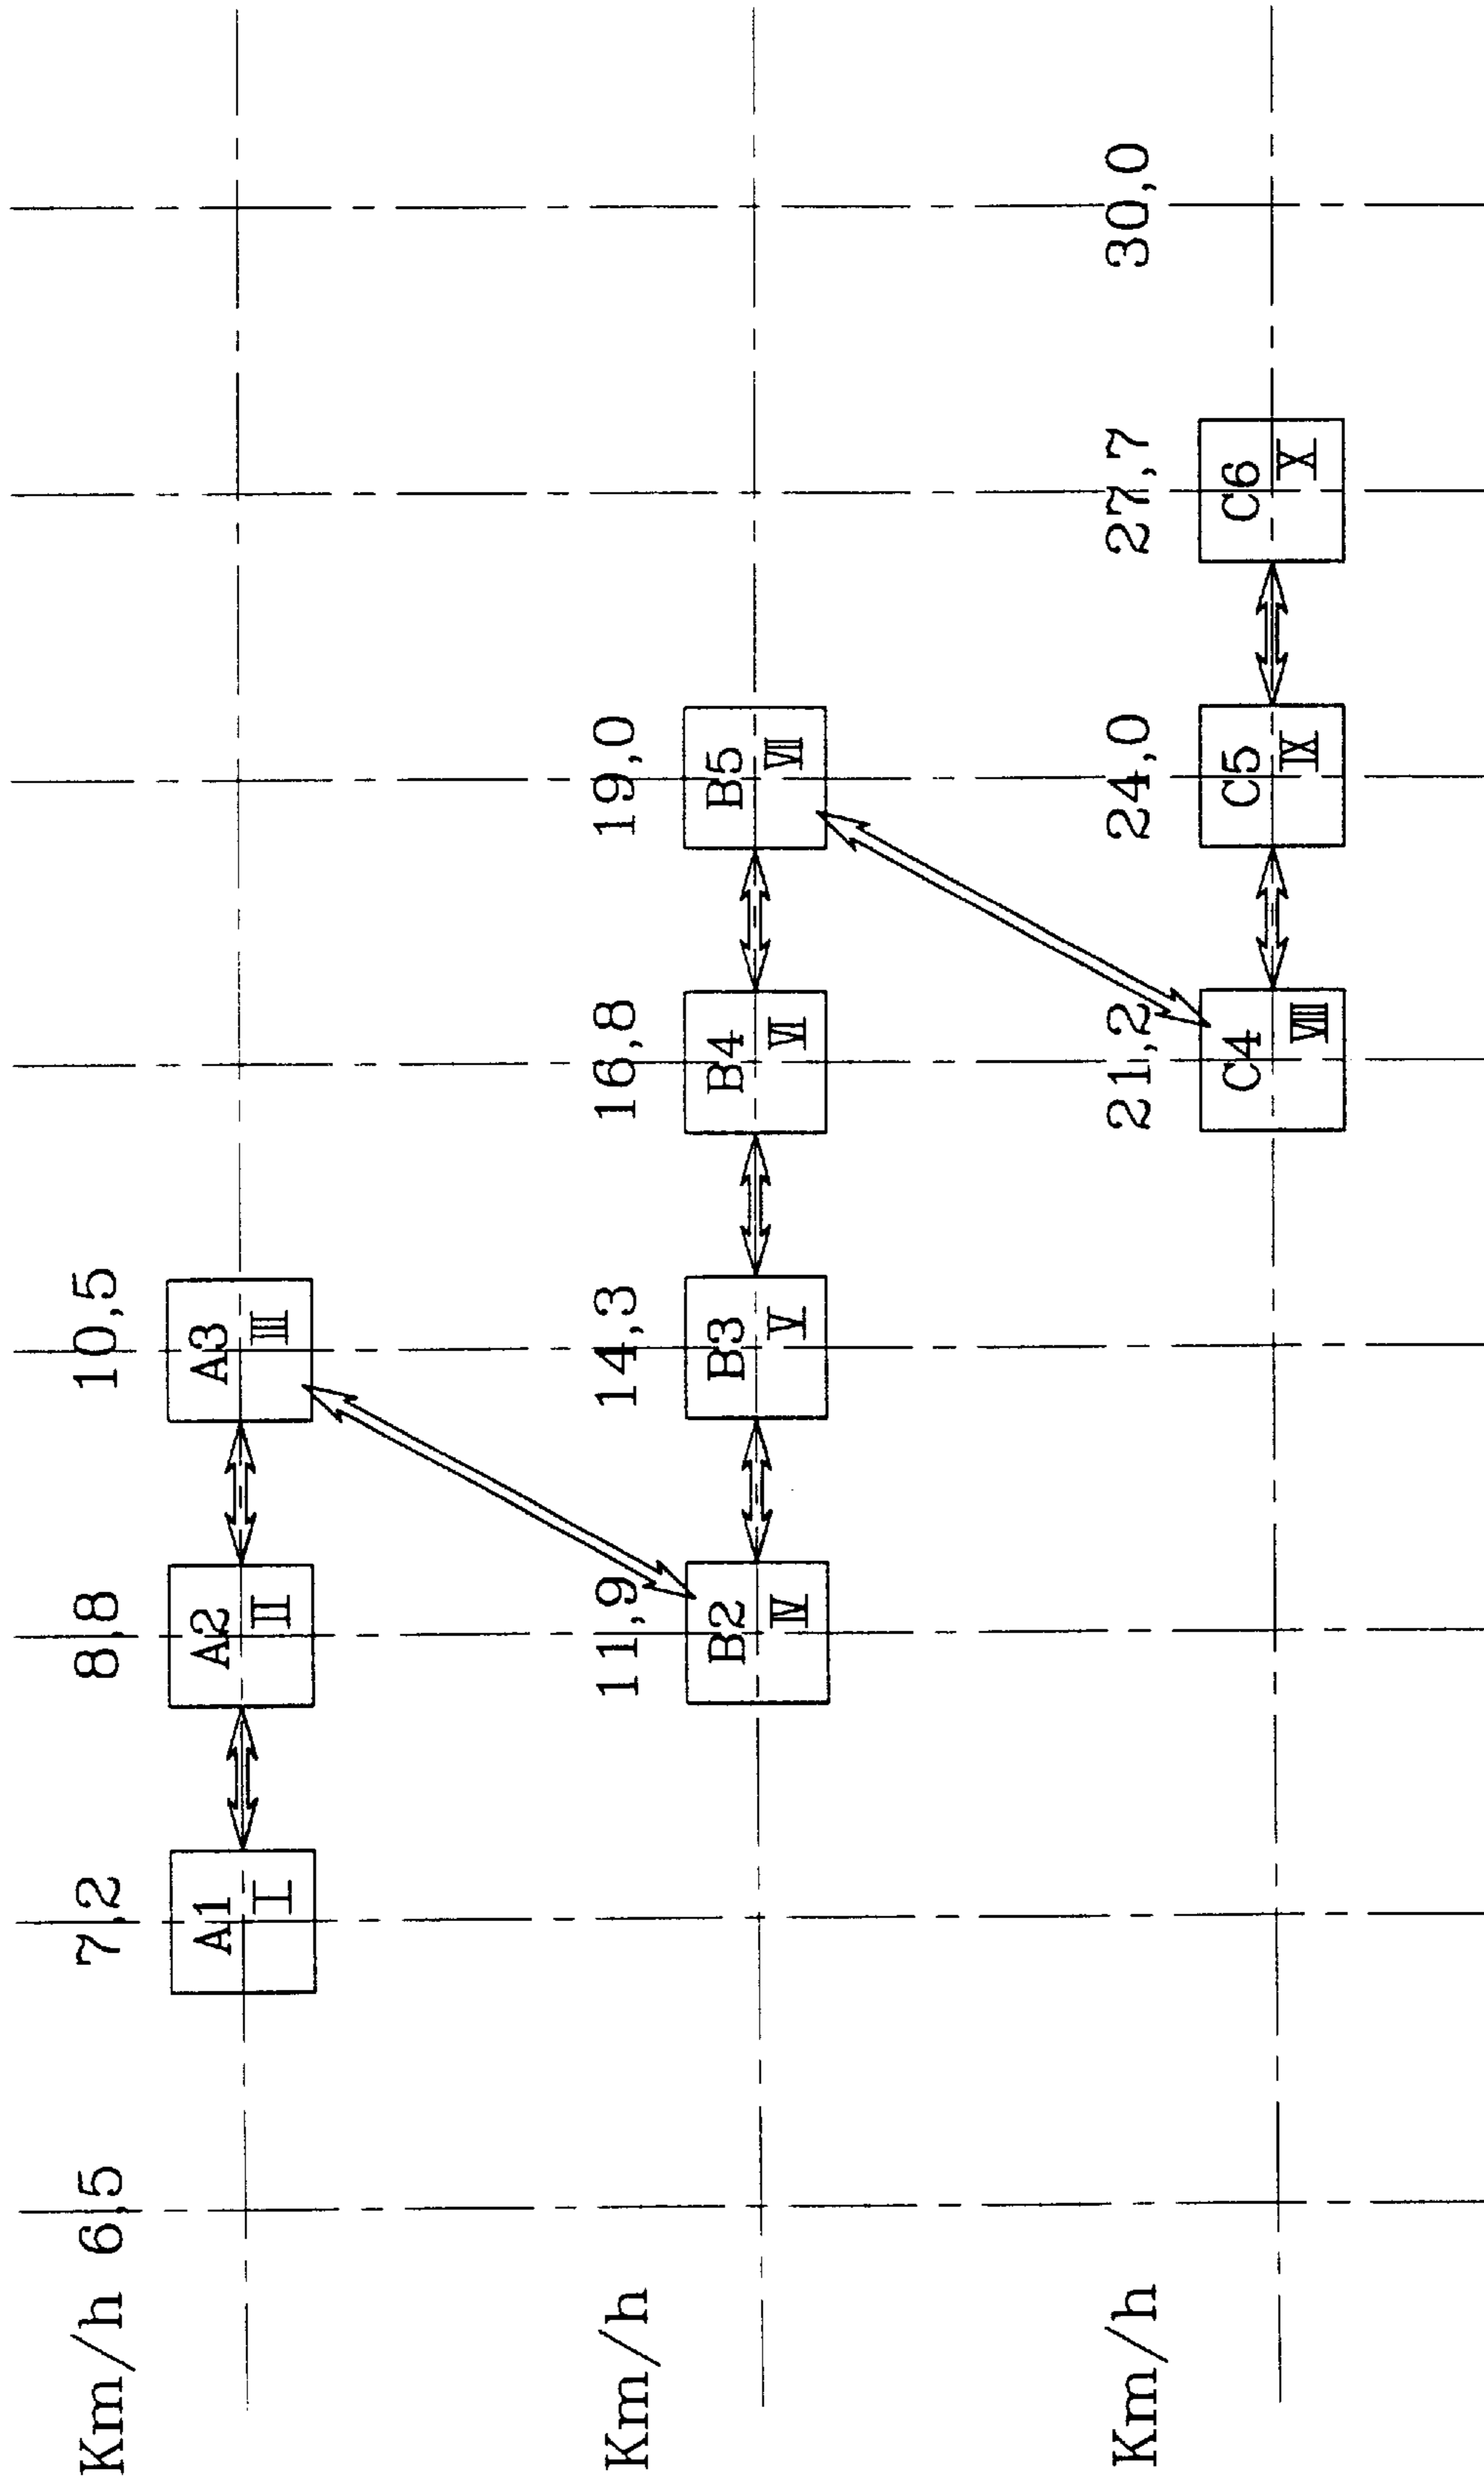 Km/h 6,5 7,2 8,8 10,5
A1 A2 A3
I II III
Km/h 11,9 14,3 16,8 19,0
B2 B3 B4 B5
IV V VI VII
Km/h 21,2 24,0 27,7 30,0
C4 C5 C6
VIII IX X